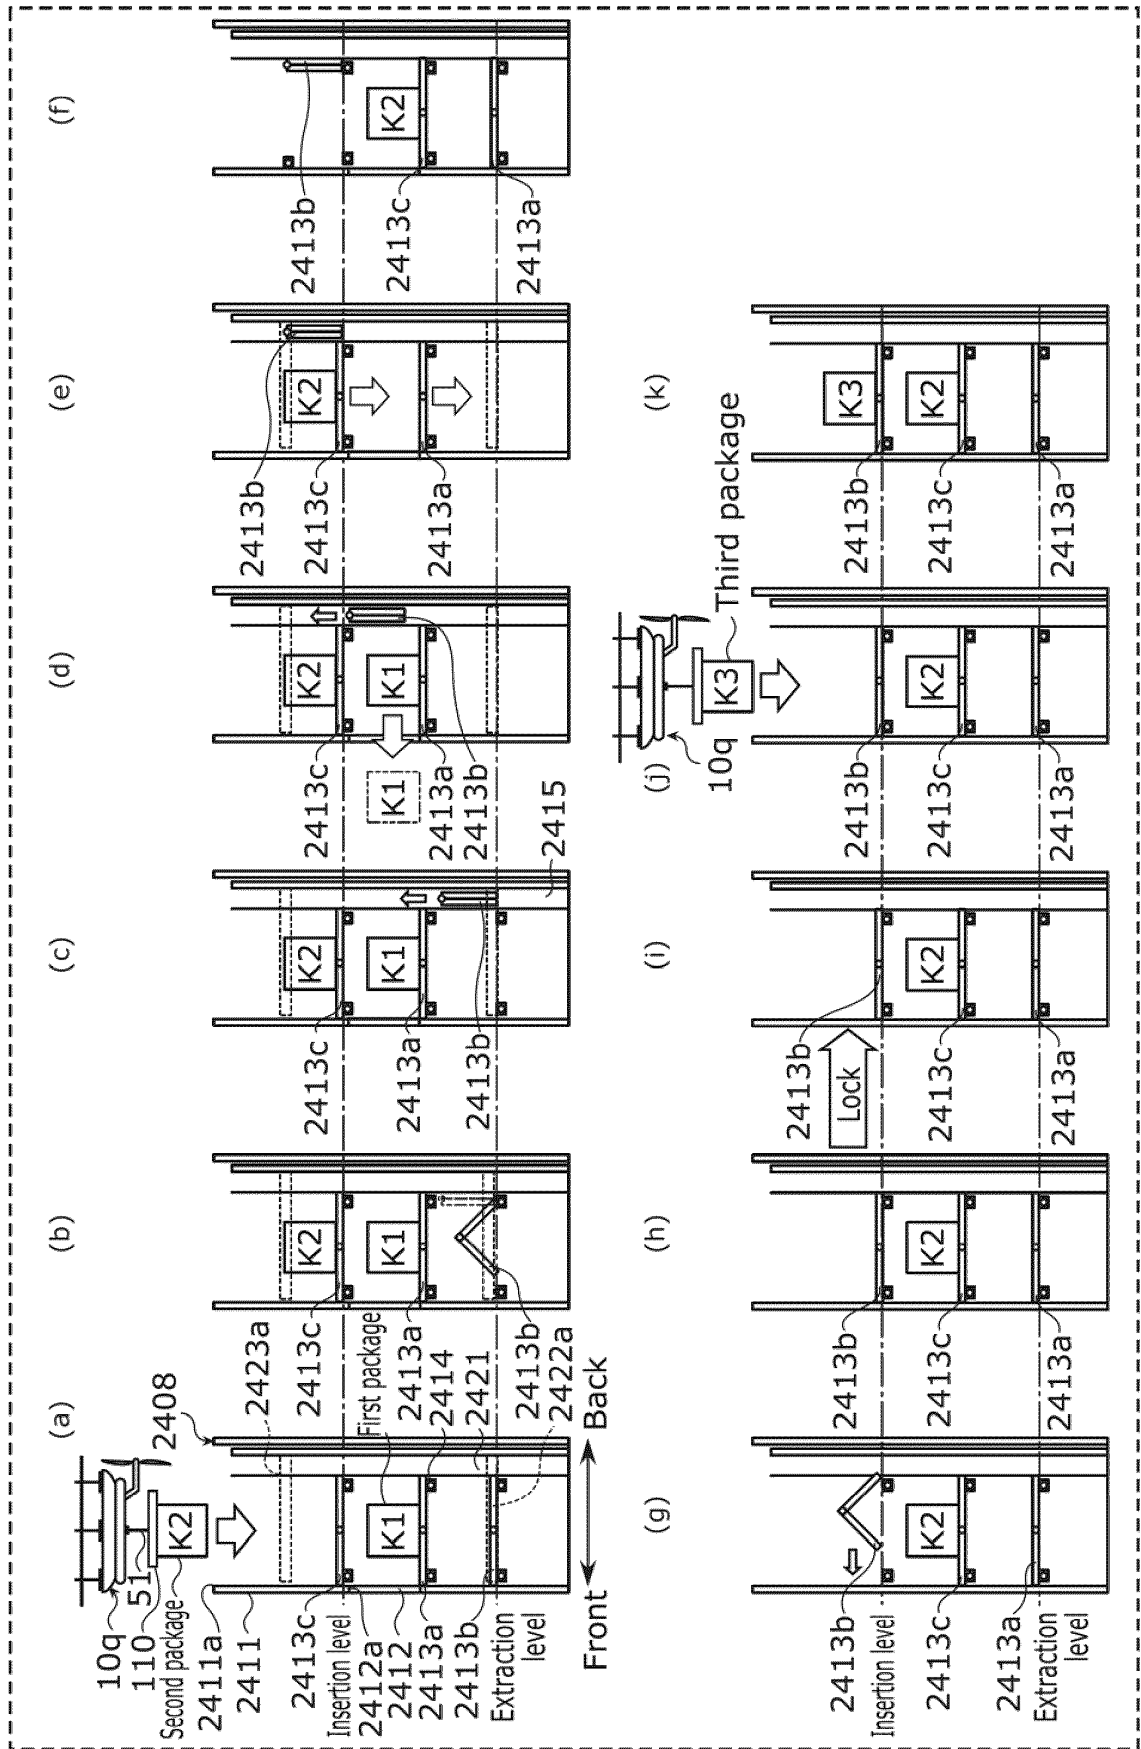 (a)
10q
51
110
Second package
2411a
2411
2408
2423a
K2
2413c
Insertion level
2412a
2412
2413a
2413b
Extraction
level
K1
First package
2414
2421
2422a
Front
Back
(b)
K2
K1
2413c
2413a
2413b
(c)
K2
K1
2413c
2413a
2413b
2415
(d)
K2
K1
K1
2413c
2413a
2413b
(e)
K2
2413b
2413c
2413a
(f)
K2
2413b
2413c
2413a
(g)
K2
2413b
Insertion level
2413c
2413a
Extraction
level
(h)
K2
2413b
2413c
2413a
(i)
Lock
K2
2413b
2413c
2413a
(j)
10q
K3
Third package
K2
2413b
2413c
2413a
(k)
K3
K2
2413b
2413c
2413a